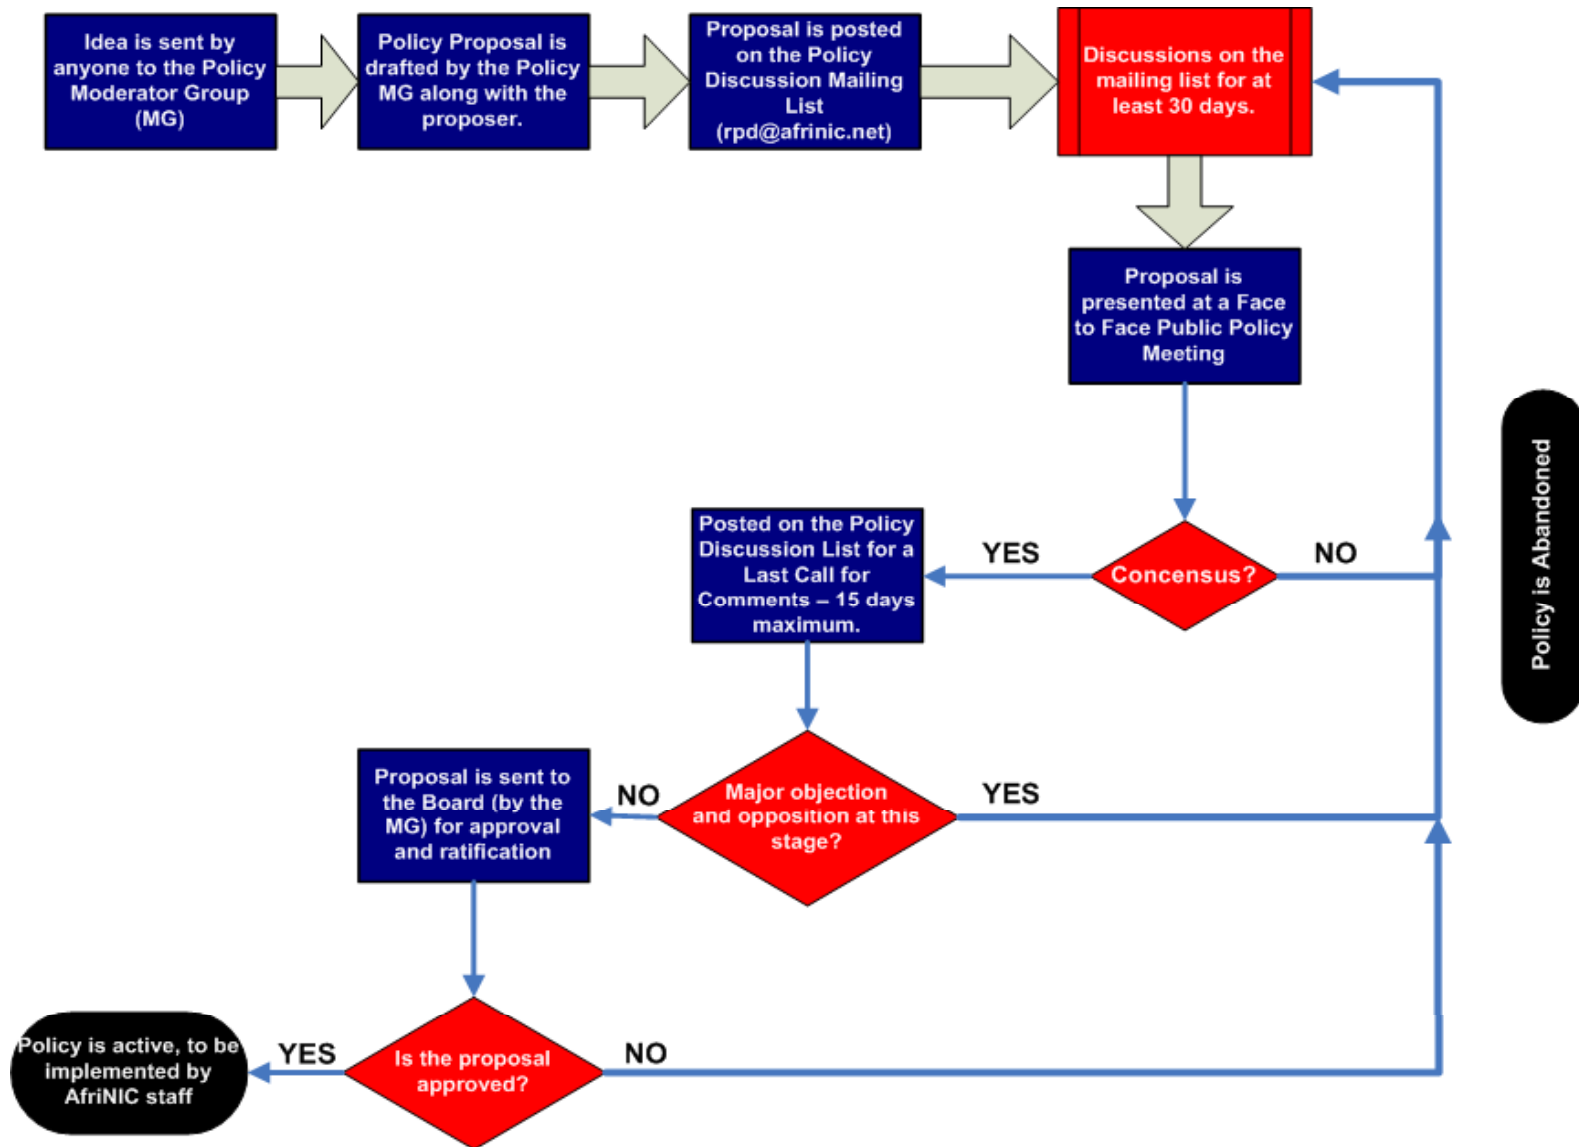 Idea is sent by
anyone to the Policy
Moderator Group
(MG)
Policy Proposal is
drafted by the Policy
MG along with the
proposer.
Proposal is posted
on the Policy
Discussion Mailing
List
(rpd@afrinic.net)
Discussions on the
mailing list for at
least 30 days.
Proposal is
presented at a Face
to Face Public Policy
Meeting
Concensus?
YES
NO
Posted on the Policy
Discussion List for a
Last Call for
Comments – 15 days
maximum.
Major objection
and opposition at this
stage?
NO
YES
Proposal is sent to
the Board (by the
MG) for approval
and ratification
Is the proposal
approved?
YES
NO
Policy is active, to be
implemented by
AfriNIC staff
Policy is Abandoned